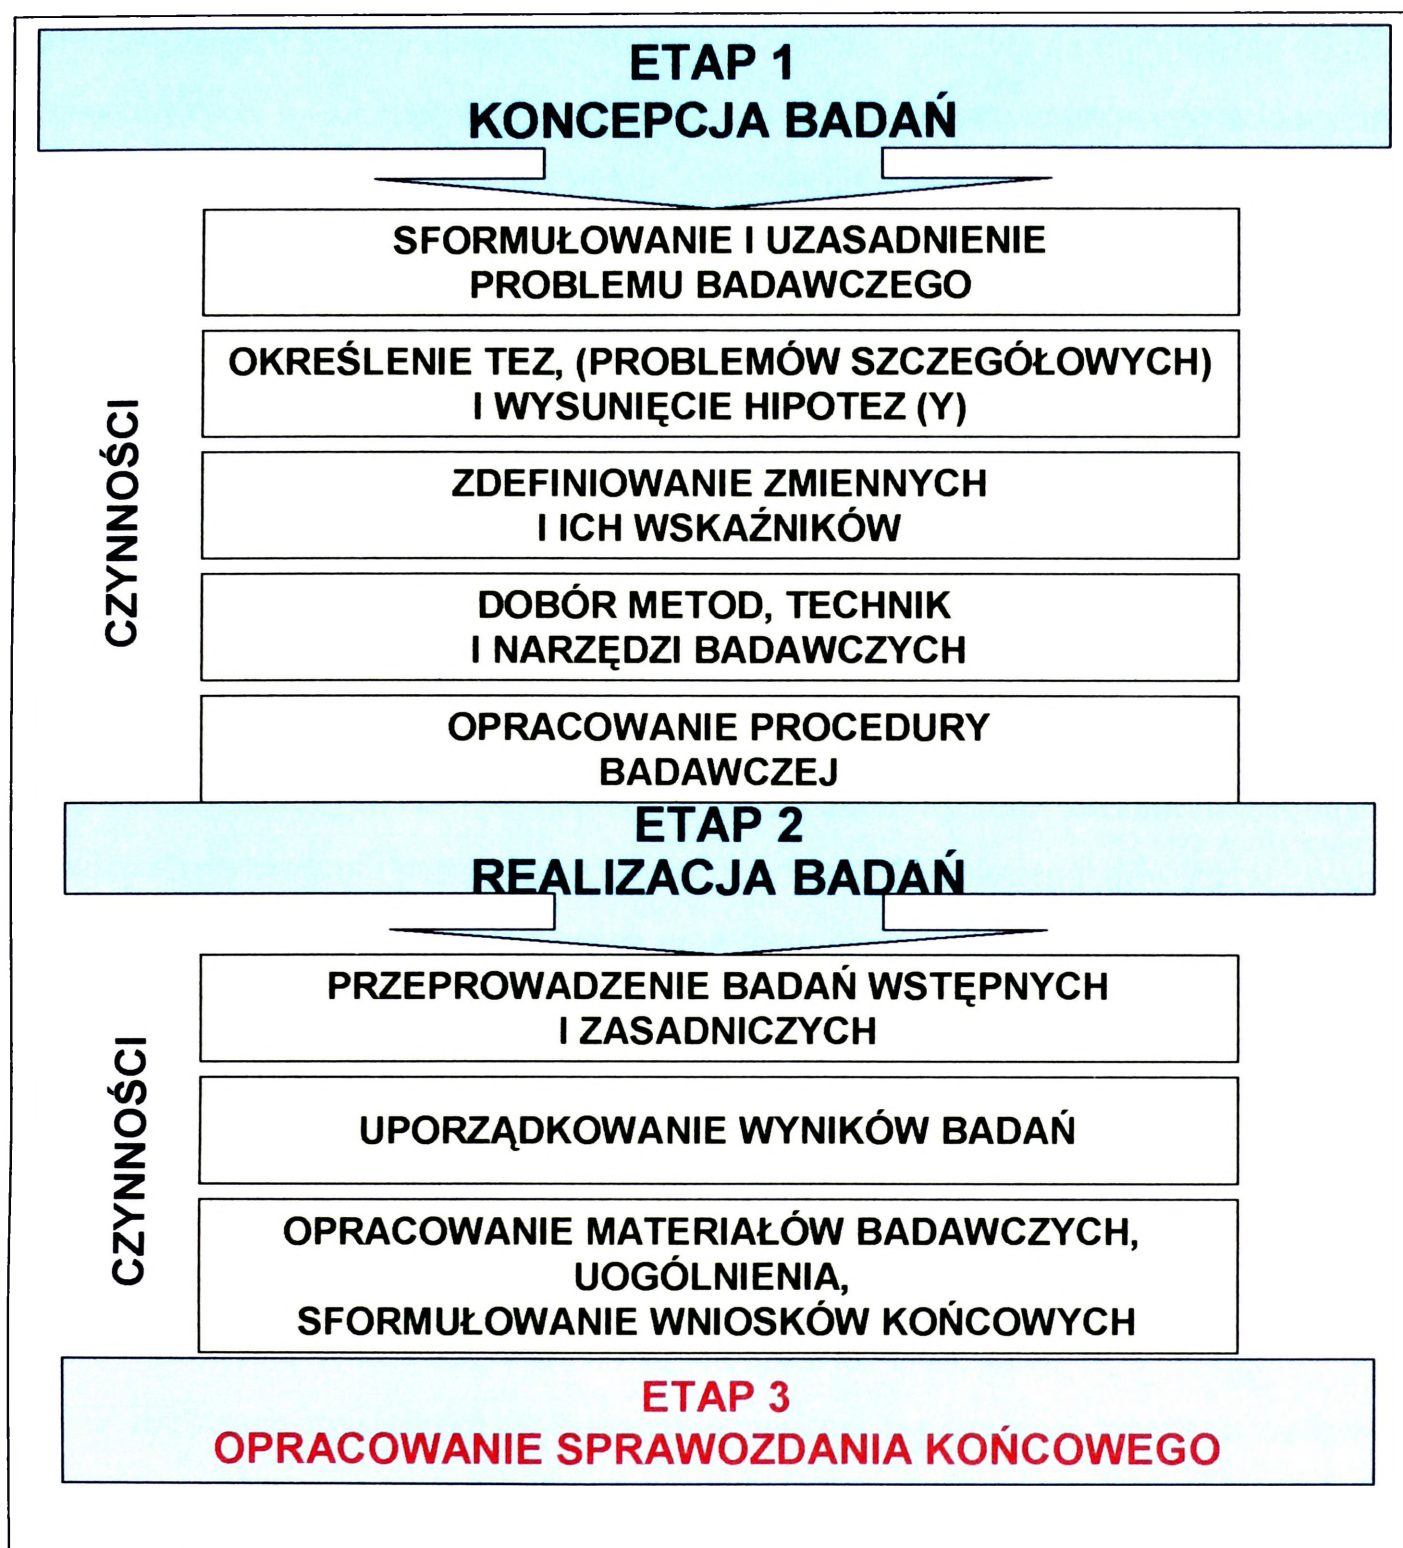 ETAP 1
KONCEPCJA BADAŃ
SFORMUŁOWANIE I UZASADNIENIE
PROBLEMU BADAWCZEGO
OKREŚLENIE TEZ, (PROBLEMÓW SZCZEGÓŁOWYCH)
I WYSUNIĘCIE HIPOTEZ (Y)
CZYNNOŚCI
ZDEFINIOWANIE ZMIENNYCH
I ICH WSKAŹNIKÓW
DOBÓR METOD, TECHNIK
I NARZĘDZI BADAWCZYCH
OPRACOWANIE PROCEDURY
BADAWCZEJ
ETAP 2
REALIZACJA BADAŃ
PRZEPROWADZENIE BADAŃ WSTĘPNYCH
I ZASADNICZYCH
CZYNNOŚCI
UPORZĄDKOWANIE WYNIKÓW BADAŃ
OPRACOWANIE MATERIAŁÓW BADAWCZYCH,
UOGÓLNIENIA,
SFORMUŁOWANIE WNIOSKÓW KOŃCOWYCH
ETAP 3
OPRACOWANIE SPRAWOZDANIA KOŃCOWEGO